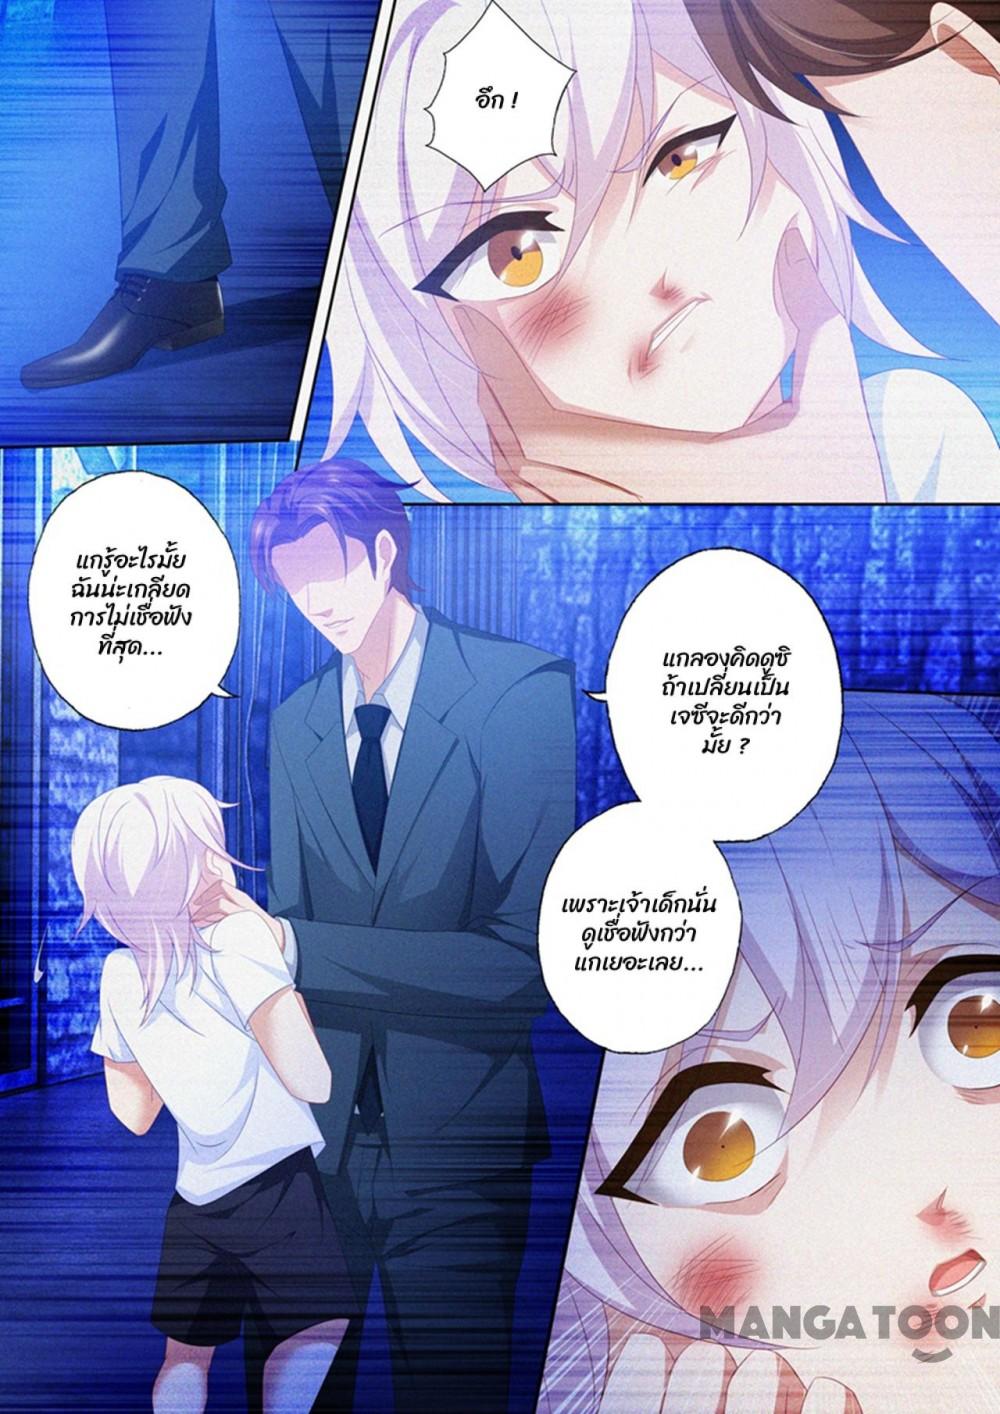 อึก !
แกรู้อะไรมั้ย
ฉันน่ะเกลียด
การไม่เชื่อฟัง
ที่สุด...
แกลองคิดดูซิ
ถ้าเปลี่ยนเป็น
เจซีจะดีกว่า
มั้ย ?
เพราะเจ้าเด็กนั่น
ดูเชื่อฟังกว่า
แกเยอะเลย...
MANGATOON